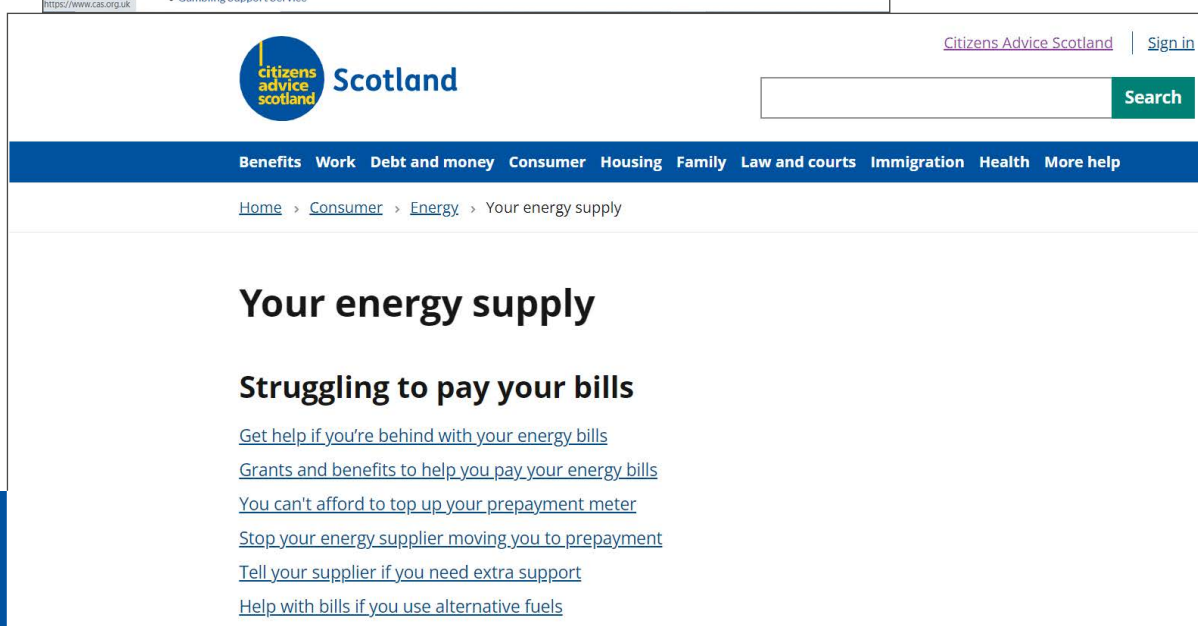 https://www.cas.org.uk
Gambling Support Service
Citizens Advice Scotland
Sign in
citizens
advice
scotland
Scotland
Search
Benefits Work Debt and money Consumer Housing Family Law and courts Immigration Health More help
Home › Consumer › Energy › Your energy supply
Your energy supply
Struggling to pay your bills
Get help if you're behind with your energy bills
Grants and benefits to help you pay your energy bills
You can't afford to top up your prepayment meter
Stop your energy supplier moving you to prepayment
Tell your supplier if you need extra support
Help with bills if you use alternative fuels